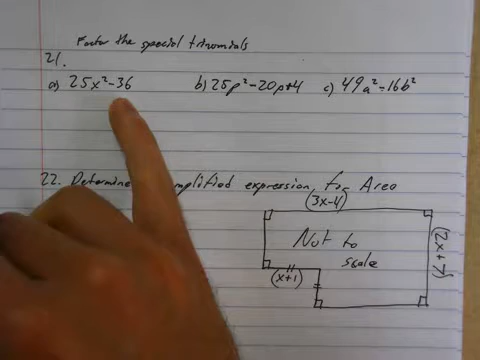 Factor the special trinomials
21.
a) 25x² - 36 b) 25p² - 20p + 4 c) 49a² - 16b²
22. Determine simplified expression for Area
(3x-4)
Not to
scale
(2x+7)
(x+1)